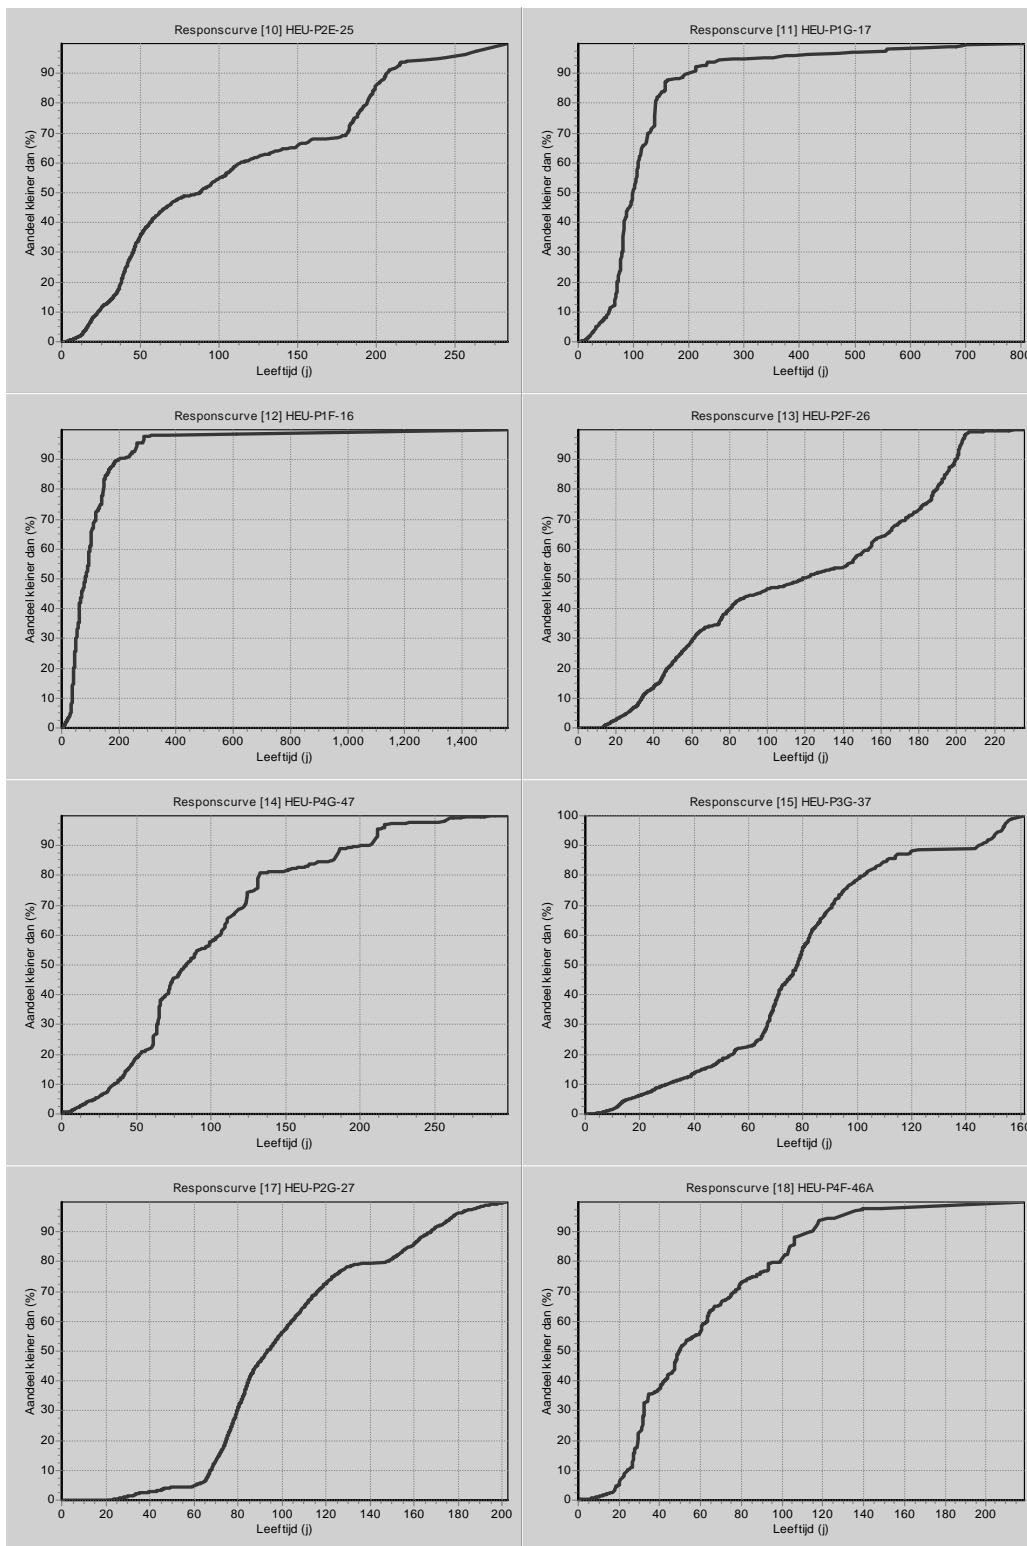 Responscurve [10] HEU-P2E-25
Aandeel kleiner dan (%)
90
80
70
60
50
40
30
20
10
0
0 50 100 150 200 250
Leeftijd (j)
Responscurve [11] HEU-P1G-17
Aandeel kleiner dan (%)
90
80
70
60
50
40
30
20
10
0
0 100 200 300 400 500 600 700 800
Leeftijd (j)
Responscurve [12] HEU-P1F-16
Aandeel kleiner dan (%)
90
80
70
60
50
40
30
20
10
0
0 200 400 600 800 1,000 1,200 1,400
Leeftijd (j)
Responscurve [13] HEU-P2F-26
Aandeel kleiner dan (%)
90
80
70
60
50
40
30
20
10
0
0 20 40 60 80 100 120 140 160 180 200 220
Leeftijd (j)
Responscurve [14] HEU-P4G-47
Aandeel kleiner dan (%)
90
80
70
60
50
40
30
20
10
0
0 50 100 150 200 250
Leeftijd (j)
Responscurve [15] HEU-P3G-37
Aandeel kleiner dan (%)
100
90
80
70
60
50
40
30
20
10
0
0 20 40 60 80 100 120 140 160
Leeftijd (j)
Responscurve [17] HEU-P2G-27
Aandeel kleiner dan (%)
90
80
70
60
50
40
30
20
10
0
0 20 40 60 80 100 120 140 160 180 200
Leeftijd (j)
Responscurve [18] HEU-P4F-46A
Aandeel kleiner dan (%)
90
80
70
60
50
40
30
20
10
0
0 20 40 60 80 100 120 140 160 180 200
Leeftijd (j)